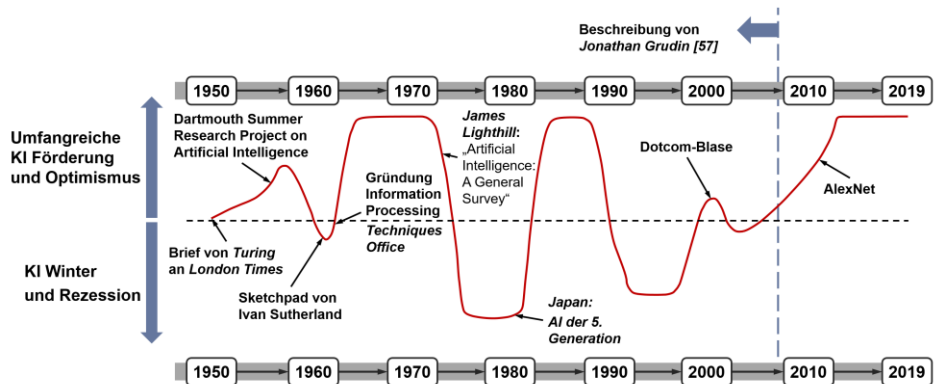 Beschreibung von
Jonathan Grudin [57]
1950 1960 1970 1980 1990 2000 2010 2019
Umfangreiche
KI Förderung
und Optimismus
Dartmouth Summer
Research Project on
Artificial Intelligence
Gründung
Information
Processing
Techniques
Office
James
Lighthill:
„Artificial
Intelligence:
A General
Survey“
Dotcom-Blase
AlexNet
Brief von Turing
an London Times
Sketchpad von
Ivan Sutherland
Japan:
AI der 5.
Generation
KI Winter
und Rezession
1950 1960 1970 1980 1990 2000 2010 2019